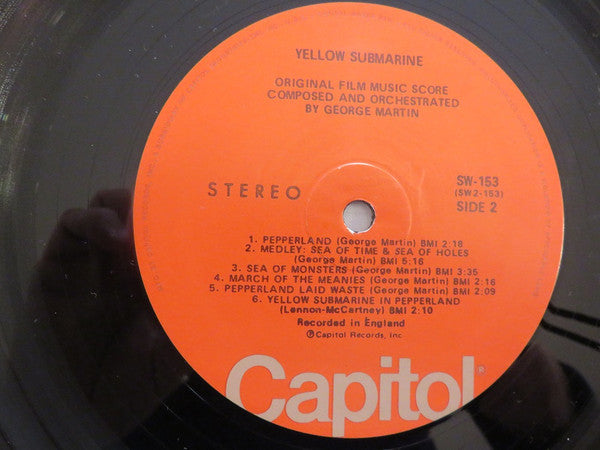 YELLOW SUBMARINE
ORIGINAL FILM MUSIC SCORE
COMPOSED AND ORCHESTRATED
BY GEORGE MARTIN
STEREO
SW-153
(SW2-153)
SIDE 2
1. PEPPERLAND (George Martin) BMI 2:18
2. MEDLEY: SEA OF TIME & SEA OF HOLES
(George Martin) BMI 5:16
3. SEA OF MONSTERS (George Martin) BMI 3:35
4. MARCH OF THE MEANIES (George Martin) BMI 2:16
5. PEPPERLAND LAID WASTE (George Martin) BMI 2:09
6. YELLOW SUBMARINE IN PEPPERLAND
(Lennon-McCartney) BMI 2:10
Recorded in England
℗Capitol Records, Inc
Capitol®